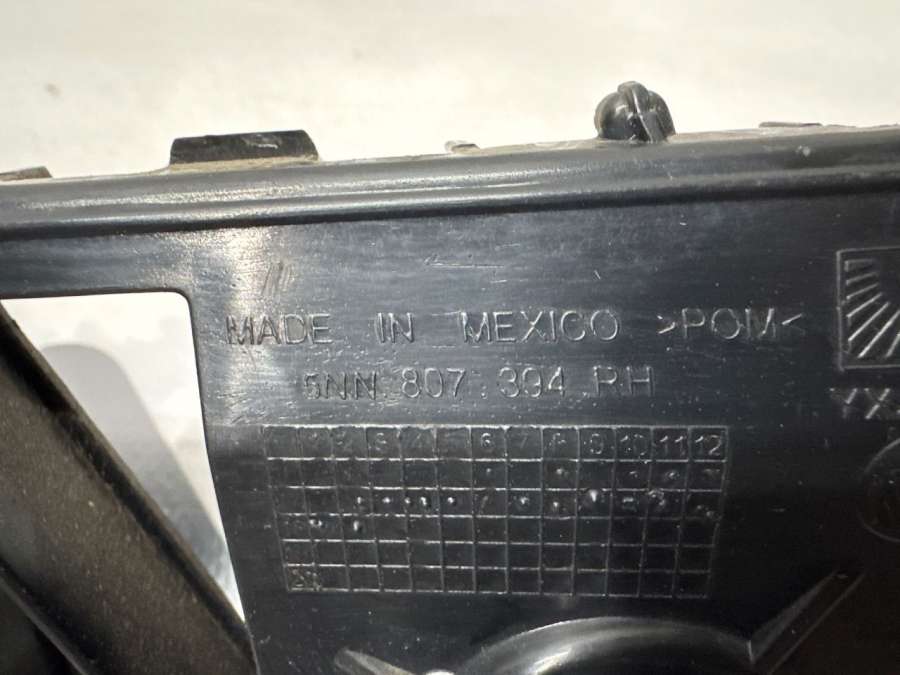 MADE IN MEXICO >POM<
5NN 807 394 RH
YX
1 2 3 4 5 6 7 8 9 10 11 12